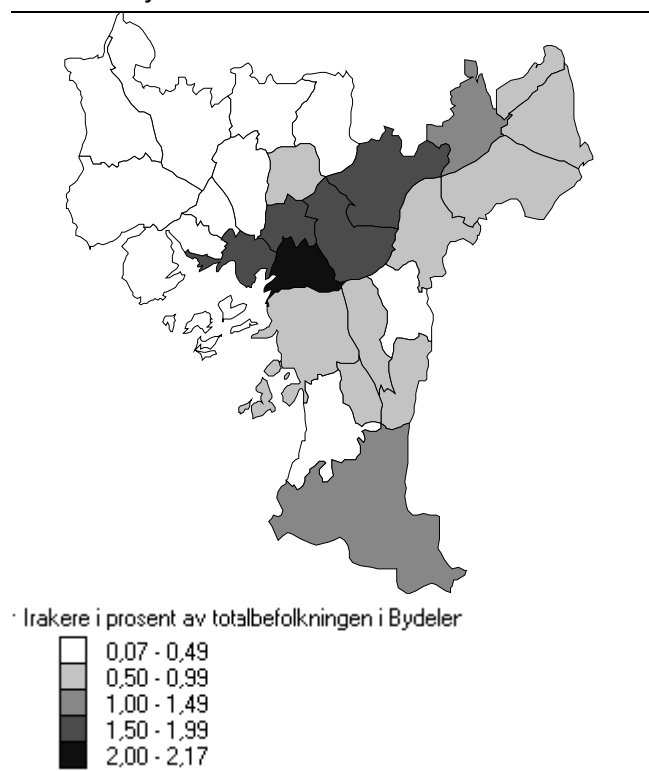 Irakere i prosent av totalbefolkningen i Bydeler
0,07 - 0,49
0,50 - 0,99
1,00 - 1,49
1,50 - 1,99
2,00 - 2,17